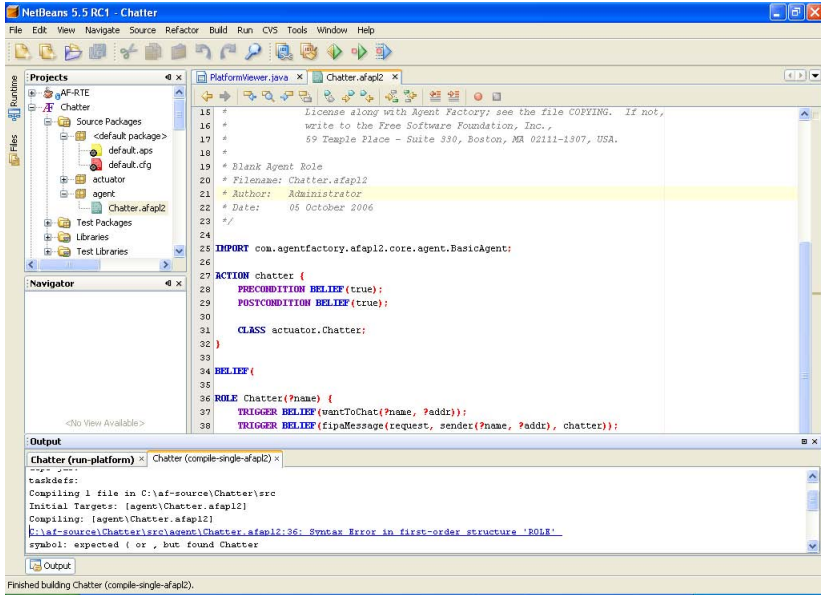 NetBeans 5.5 RC1 - Chatter
File Edit View Navigate Source Refactor Build Run CVS Tools Window Help
Runtime
Files
Projects
AF-RTE
Chatter
Source Packages
<default package>
default.aps
default.cfg
actuator
agent
Chatter.afapl2
Test Packages
Libraries
Test Libraries
Navigator
<No View Available>
PlatformViewer.java Chatter.afapl2
15 * License along with Agent Factory; see the file COPYING. If not,
16 * write to the Free Software Foundation, Inc.,
17 * 59 Temple Place - Suite 330, Boston, MA 02111-1307, USA.
18 *
19 * Blank Agent Role
20 * Filename: Chatter.afapl2
21 * Author: Administrator
22 * Date: 05 October 2006
23 */
24
25 IMPORT com.agentfactory.afapl2.core.agent.BasicAgent;
26
27 ACTION chatter {
28 PRECONDITION BELIEF(true);
29 POSTCONDITION BELIEF(true);
30
31 CLASS actuator.Chatter;
32 }
33
34 BELIEF(
35
36 ROLE Chatter(?name) {
37 TRIGGER BELIEF(wantToChat(?name, ?addr));
38 TRIGGER BELIEF(fipaMessage(request, sender(?name, ?addr), chatter));
Output
Chatter (run-platform) Chatter (compile-single-afapl2)
taskdefs:
Compiling 1 file in C:\af-source\Chatter\src
Initial Targets: [agent\Chatter.afapl2]
Compiling: [agent\Chatter.afapl2]
C:\af-source\Chatter\src\agent\Chatter.afapl2:36: Syntax Error in first-order structure 'ROLE'
symbol: expected ( or , but found Chatter
Output
Finished building Chatter (compile-single-afapl2).